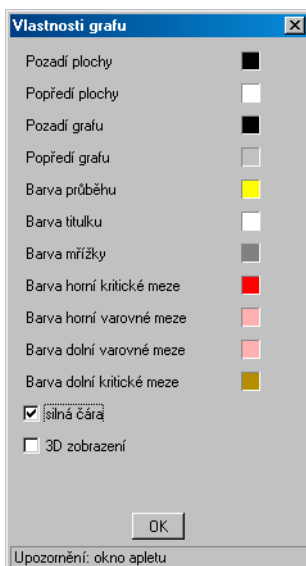 Vlastnosti grafu
Pozadí plochy
Popředí plochy
Pozadí grafu
Popředí grafu
Barva průběhu
Barva titulku
Barva mřížky
Barva horní kritické meze
Barva horní varovné meze
Barva dolní varovné meze
Barva dolní kritické meze
silná čára
3D zobrazení
OK
Upozornění: okno apletu